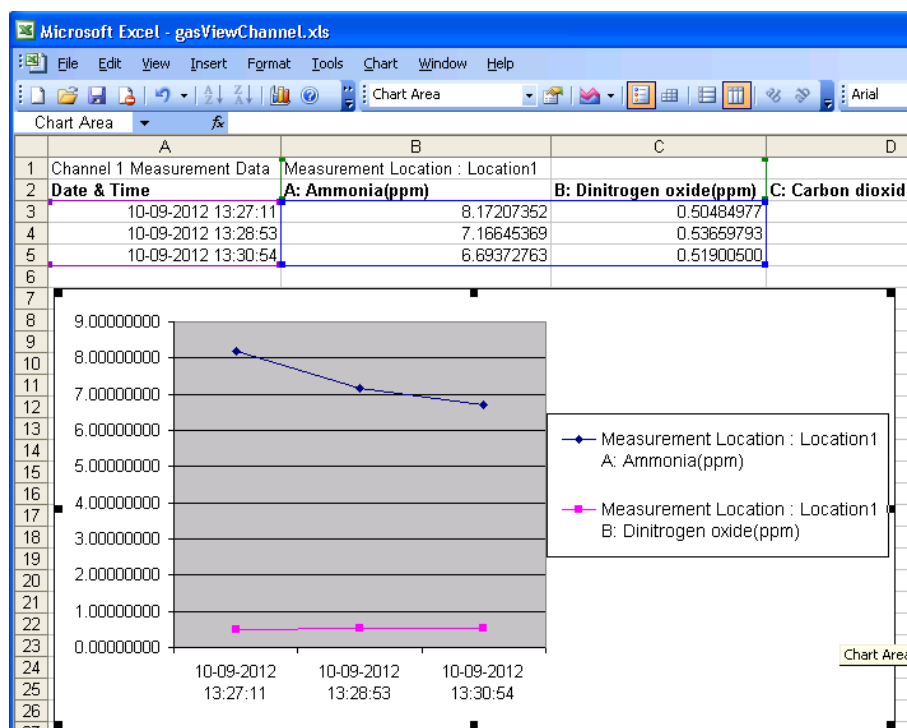 Microsoft Excel - gasViewChannel.xls
File Edit View Insert Format Tools Chart Window Help
Chart Area Arial
Chart Area fx
A B C D
1 Channel 1 Measurement Data Measurement Location : Location1
2 Date & Time A: Ammonia(ppm) B: Dinitrogen oxide(ppm) C: Carbon dioxid
3 10-09-2012 13:27:11 8.17207352 0.50484977
4 10-09-2012 13:28:53 7.16645369 0.53659793
5 10-09-2012 13:30:54 6.69372763 0.51900500
6
7
8 9.00000000
9
10 8.00000000
11
12 7.00000000
13 6.00000000 Measurement Location : Location1
14 A: Ammonia(ppm)
15 5.00000000
16
17 4.00000000 Measurement Location : Location1
18 3.00000000 B: Dinitrogen oxide(ppm)
19
20 2.00000000
21
22 1.00000000
23 0.00000000 Chart Area
24 10-09-2012 10-09-2012 10-09-2012
25 13:27:11 13:28:53 13:30:54
26